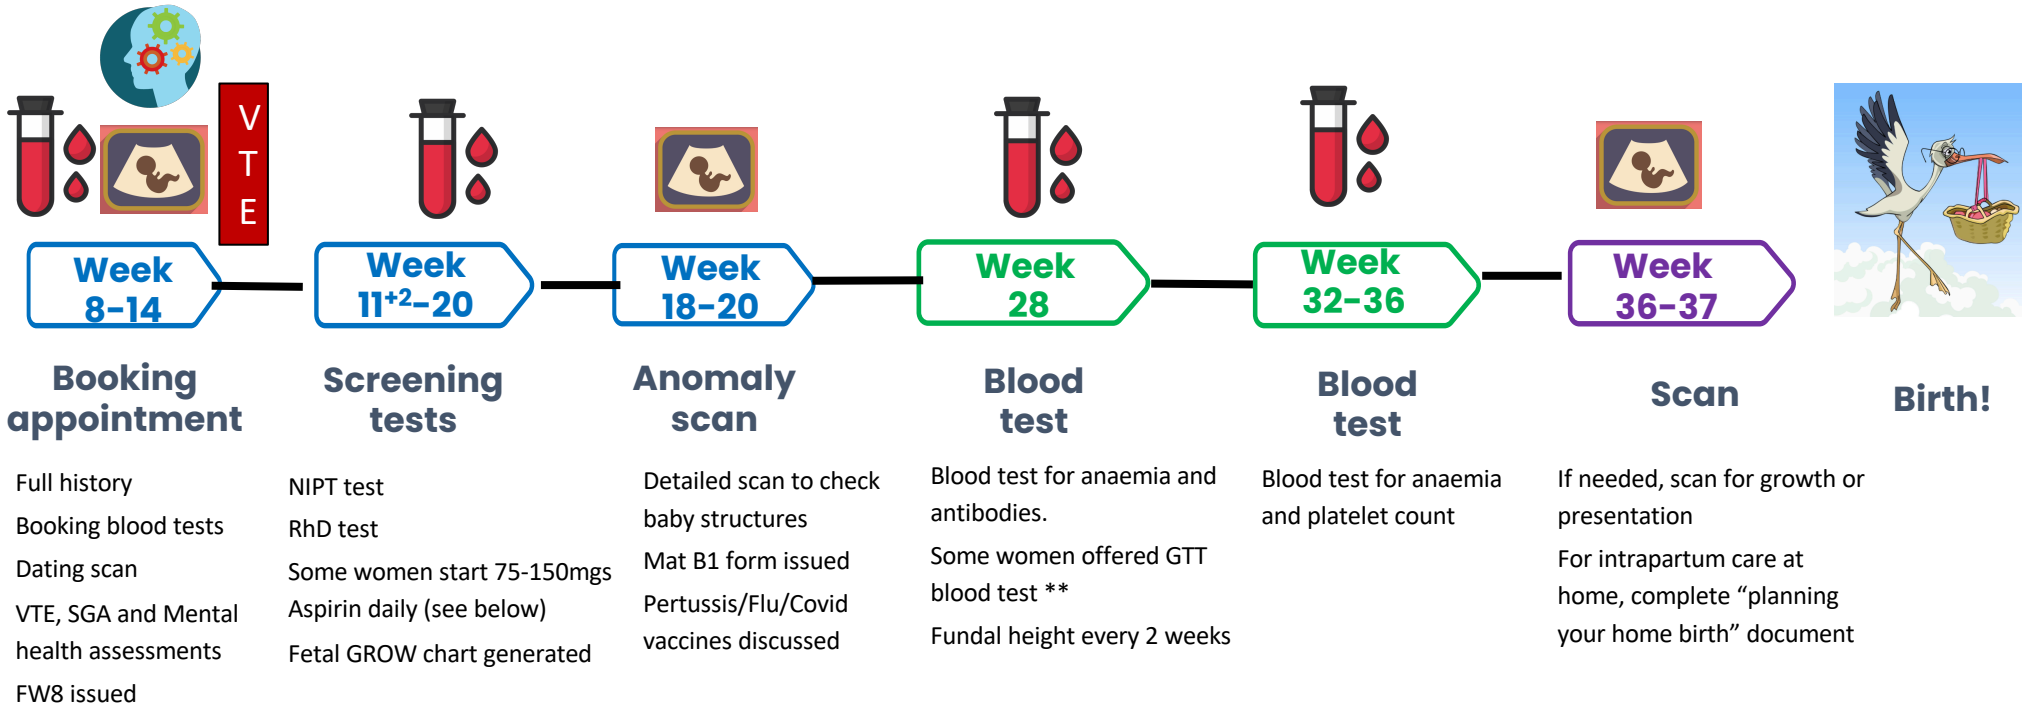 V
T
E
Week
8-14
Week
11+2-20
Week
18-20
Week
28
Week
32-36
Week
36-37
Booking
appointment
Screening
tests
Anomaly
scan
Blood
test
Blood
test
Scan
Birth!
Full history
Booking blood tests
Dating scan
VTE, SGA and Mental
health assessments
FW8 issued
NIPT test
RhD test
Some women start 75-150mgs
Aspirin daily (see below)
Fetal GROW chart generated
Detailed scan to check
baby structures
Mat B1 form issued
Pertussis/Flu/Covid
vaccines discussed
Blood test for anaemia and
antibodies.
Some women offered GTT
blood test **
Fundal height every 2 weeks
Blood test for anaemia
and platelet count
If needed, scan for growth or
presentation
For intrapartum care at
home, complete “planning
your home birth” document